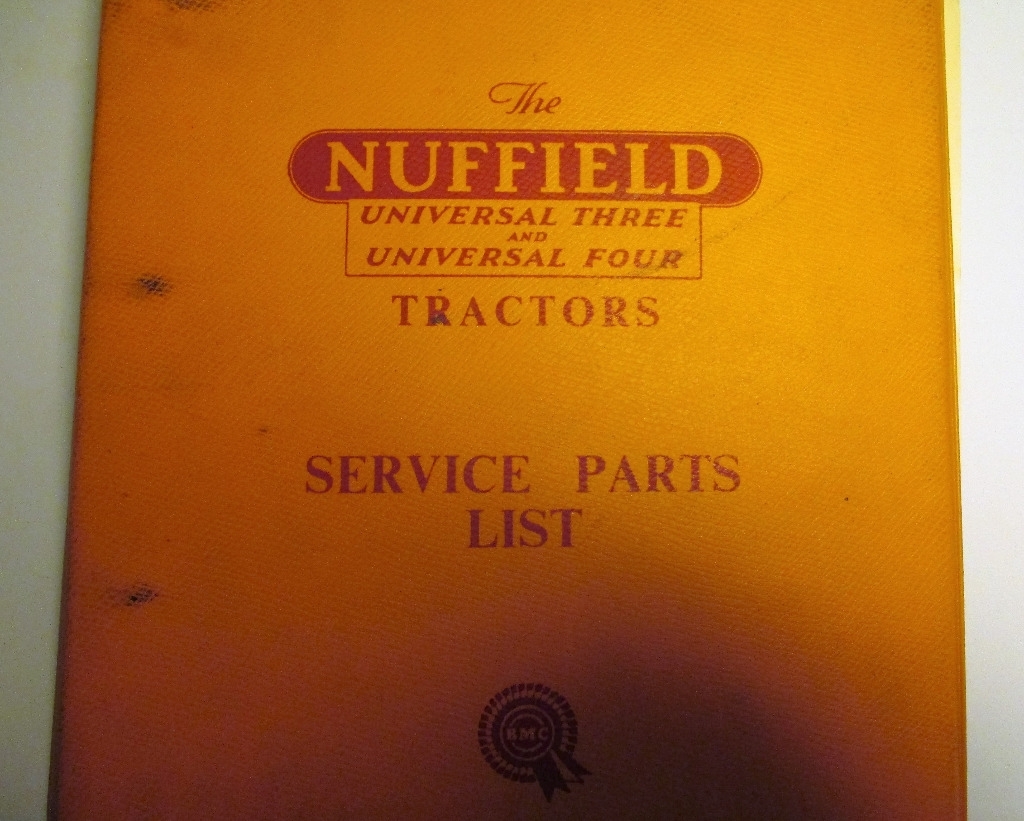 The
NUFFIELD
UNIVERSAL THREE
AND
UNIVERSAL FOUR
TRACTORS
SERVICE PARTS
LIST
BMC